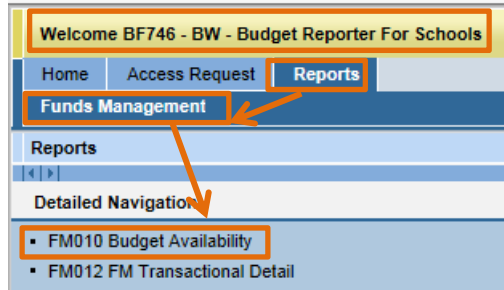 Welcome BF746 - BW - Budget Reporter For Schools
Home Access Request Reports
Funds Management
Reports
Detailed Navigation
FM010 Budget Availability
FM012 FM Transactional Detail